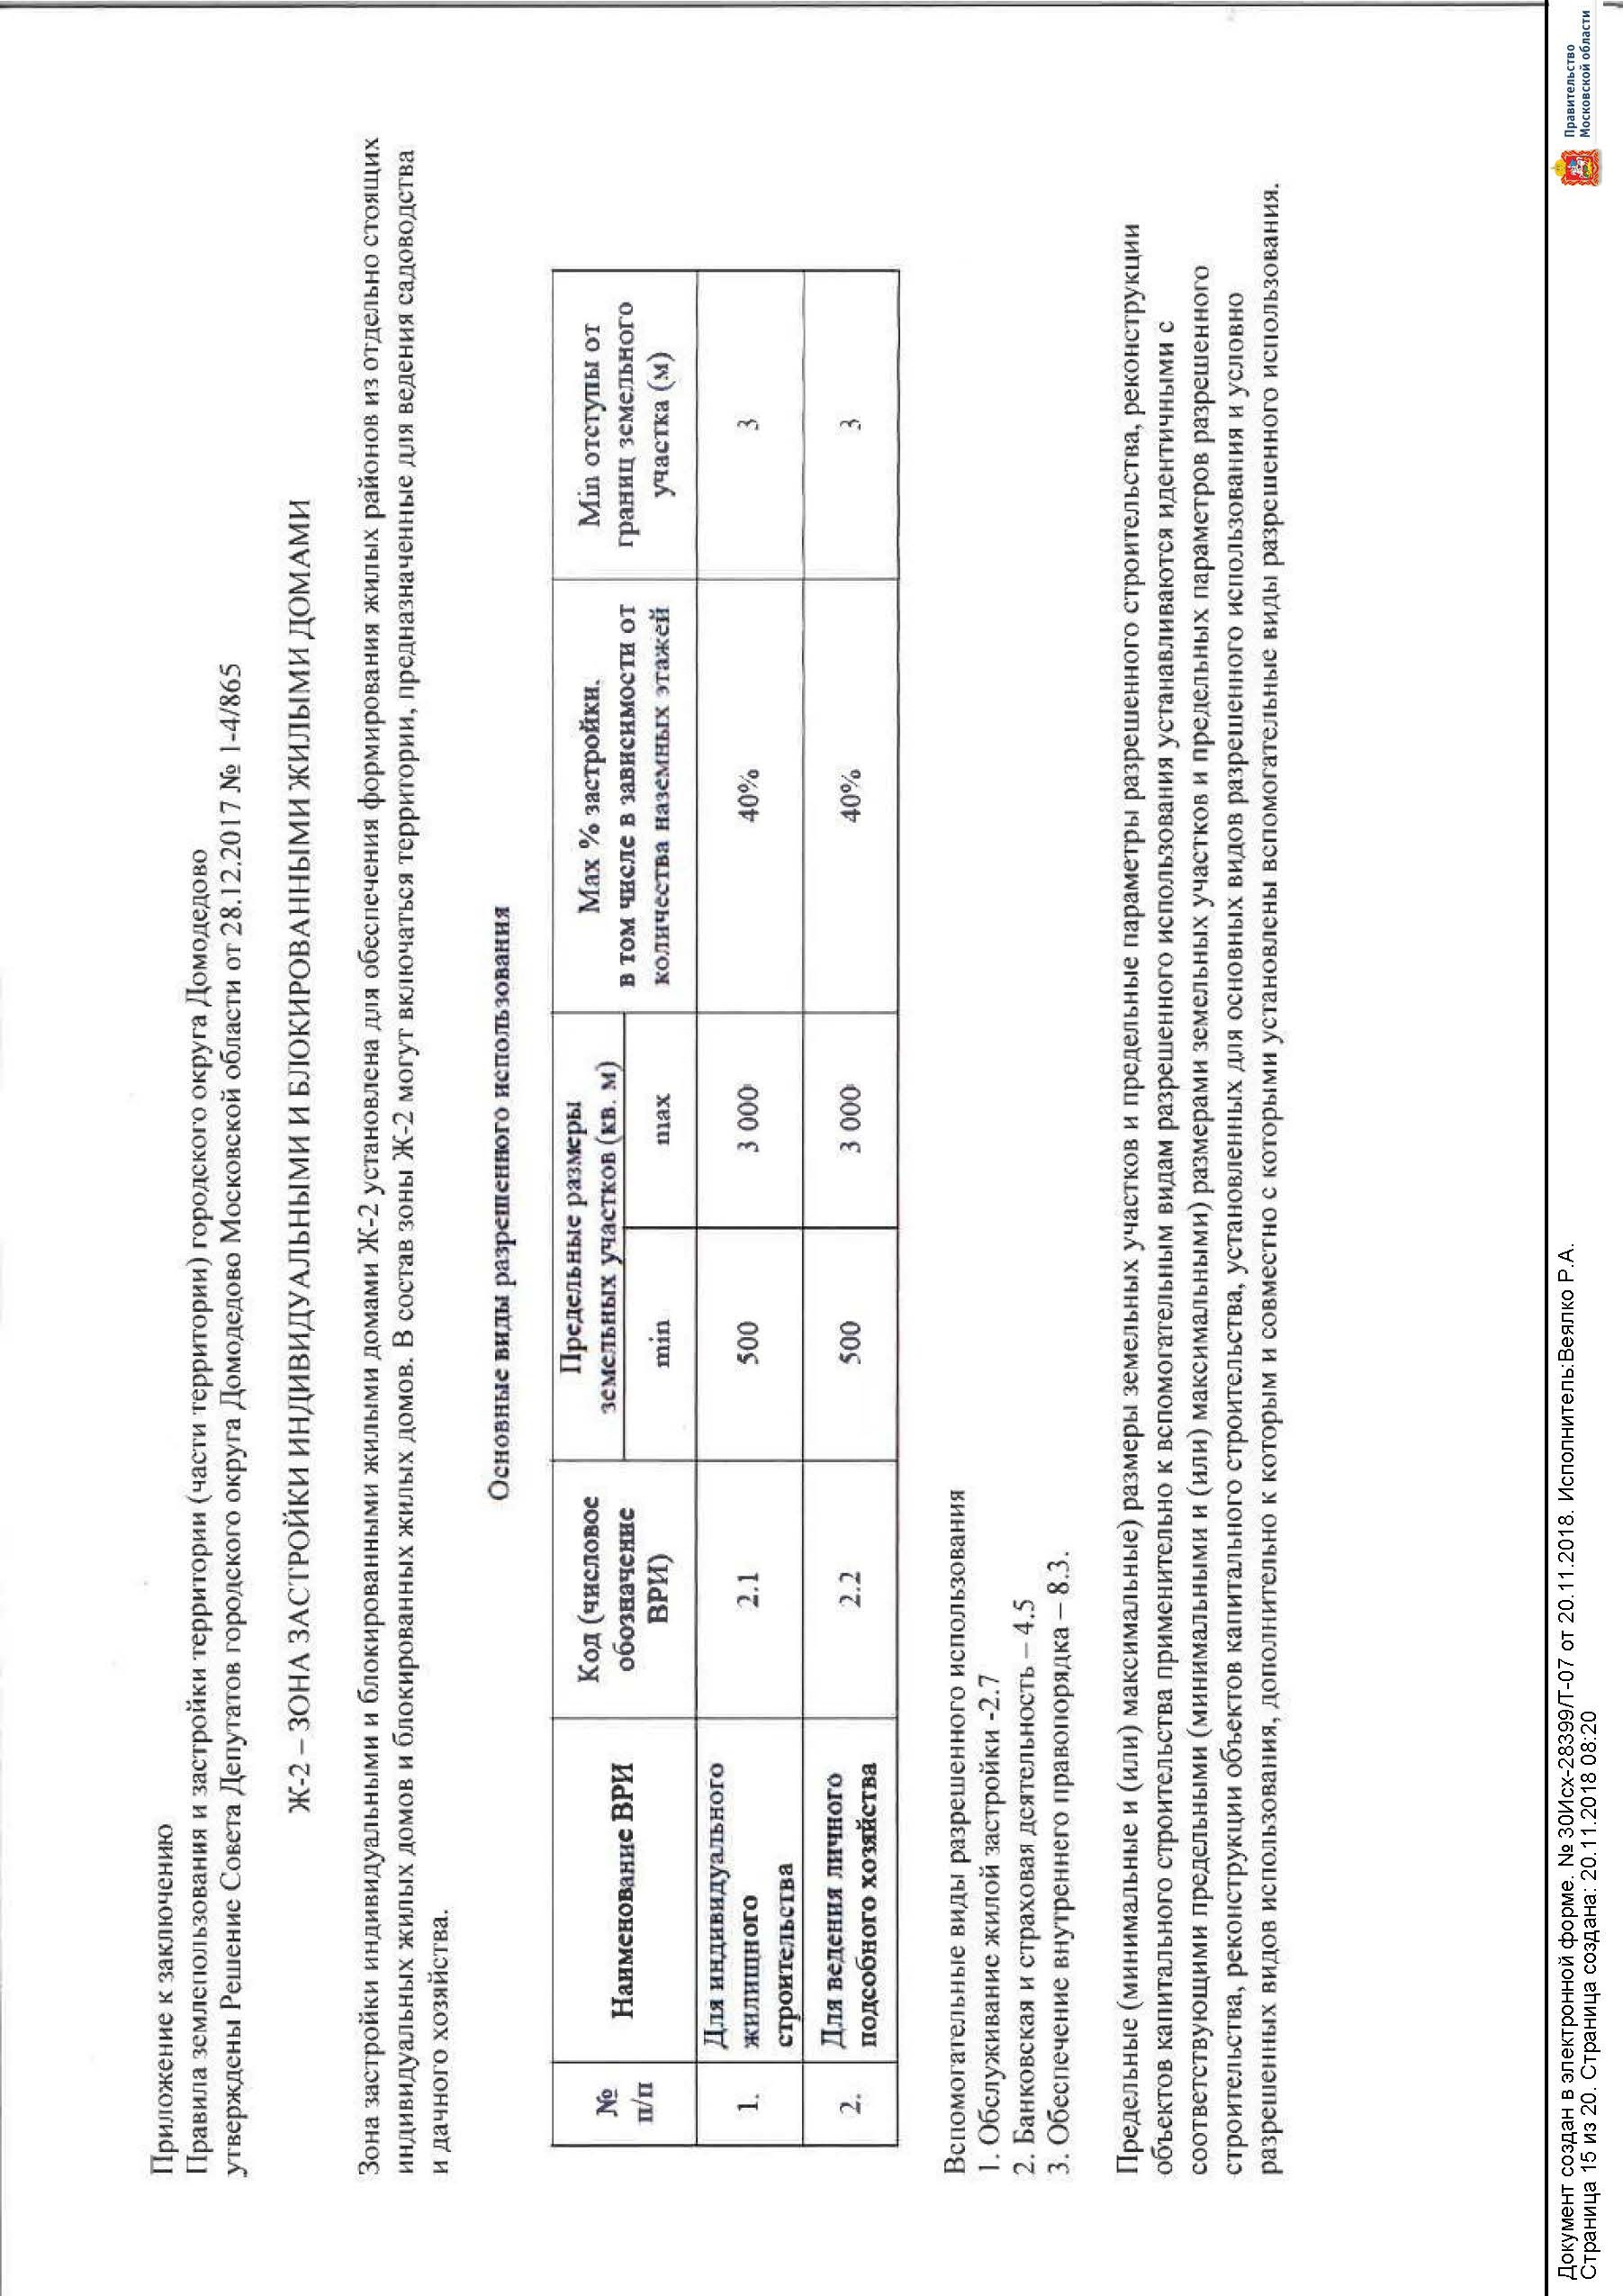 Приложение к заключению
Правила землепользования и застройки территории (части территории) городского округа Домодедово
утверждены Решение Совета Депутатов городского округа Домодедово Московской области от 28.12.2017 № 1-4/865
Ж-2 – ЗОНА ЗАСТРОЙКИ ИНДИВИДУАЛЬНЫМИ И БЛОКИРОВАННЫМИ ЖИЛЫМИ ДОМАМИ
Зона застройки индивидуальными и блокированными жилыми домами Ж-2 установлена для обеспечения формирования жилых районов из отдельно стоящих
индивидуальных жилых домов и блокированных жилых домов. В состав зоны Ж-2 могут включаться территории, предназначенные для ведения садоводства
и дачного хозяйства.
Основные виды разрешенного использования
№
п/п
Наименование ВРИ
Код (числовое
обозначение
ВРИ)
Предельные размеры
земельных участков (кв. м)
min
max
Max % застройки.
в том числе в зависимости от
количества наземных этажей
Min отступы от
границ земельного
участка (м)
1.
Для индивидуального
жилищного
строительства
2.1
500
3 000
40%
3
2.
Для ведения личного
подсобного хозяйства
2.2
500
3 000
40%
3
Вспомогательные виды разрешенного использования
1. Обслуживание жилой застройки -2.7
2. Банковская и страховая деятельность – 4.5
3. Обеспечение внутреннего правопорядка – 8.3.
Предельные (минимальные и (или) максимальные) размеры земельных участков и предельные параметры разрешенного строительства, реконструкции
объектов капитального строительства применительно к вспомогательным видам разрешенного использования устанавливаются идентичными с
соответствующими предельными (минимальными и (или) максимальными) размерами земельных участков и предельных параметров разрешенного
строительства, реконструкции объектов капитального строительства, установленных для основных видов разрешенного использования и условно
разрешенных видов использования, дополнительно к которым и совместно с которыми установлены вспомогательные виды разрешенного использования.
Документ создан в электронной форме. № 30Исх-28399/Т-07 от 20.11.2018. Исполнитель:Веялко Р.А.
Страница 15 из 20. Страница создана: 20.11.2018 08:20
Правительство
Московской области